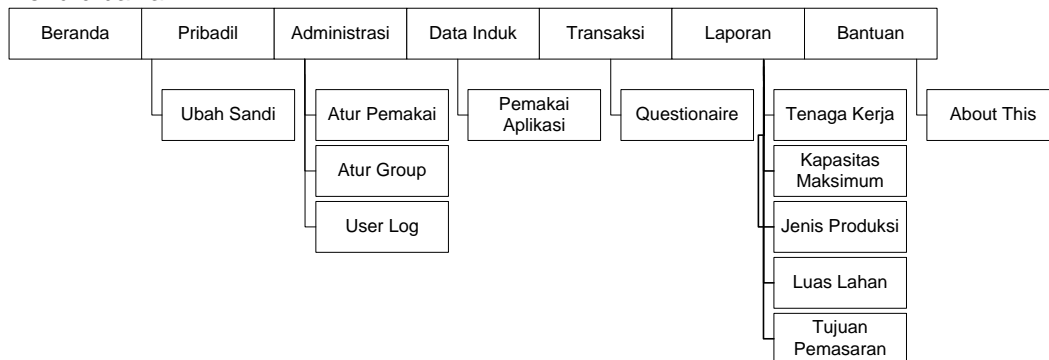 Beranda
Pribadil
Administrasi
Data Induk
Transaksi
Laporan
Bantuan
Ubah Sandi
Atur Pemakai
Atur Group
User Log
Pemakai
Aplikasi
Questionaire
Tenaga Kerja
Kapasitas
Maksimum
Jenis Produksi
Luas Lahan
Tujuan
Pemasaran
About This